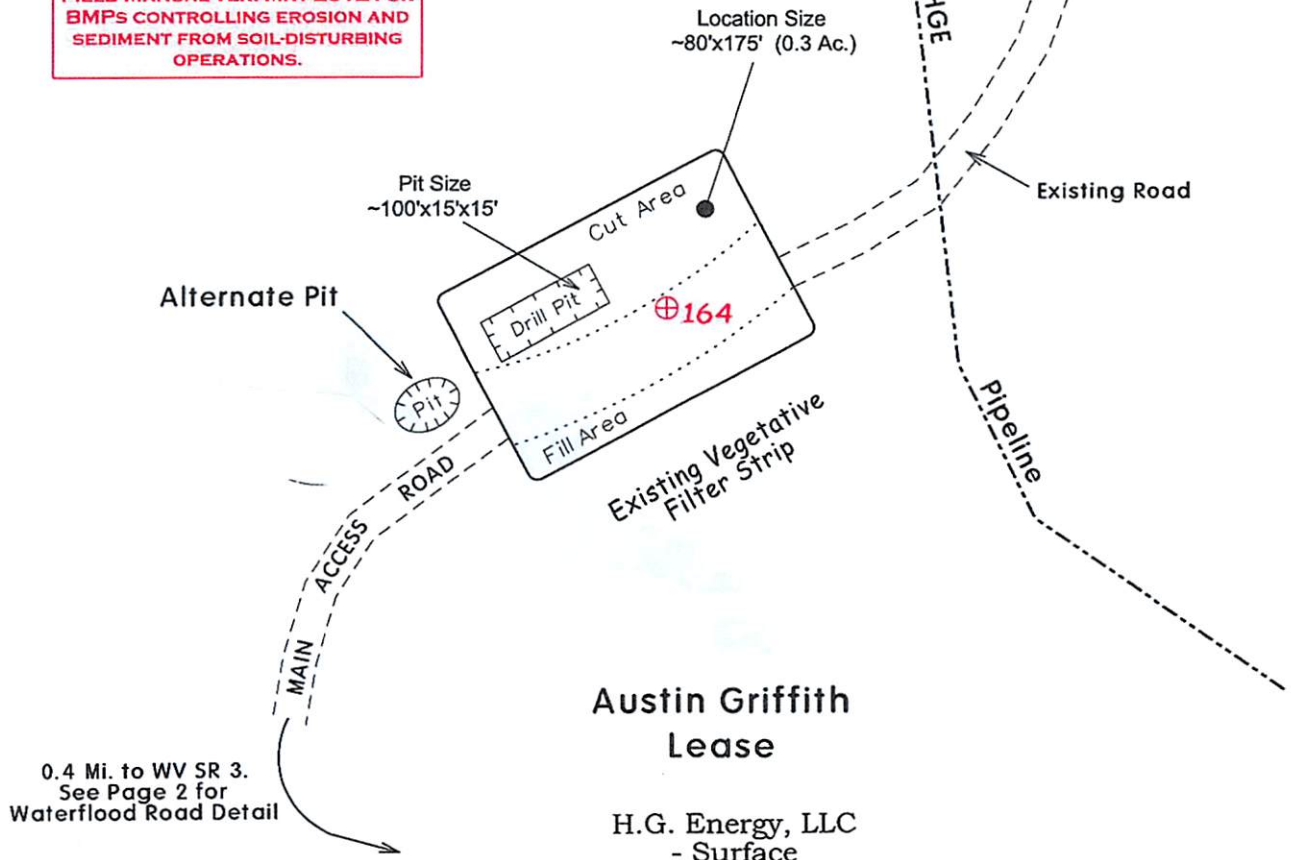 BMPs CONTROLLING EROSION AND
SEDIMENT FROM SOIL-DISTURBING
OPERATIONS.
Location Size
~80'x175' (0.3 Ac.)
HGE
Existing Road
Pit Size
~100'x15'x15'
Cut Area
Alternate Pit
Drill Pit
164
Pit
Fill Area
Existing Vegetative
Filter Strip
Pipeline
MAIN ACCESS ROAD
Austin Griffith
Lease
0.4 Mi. to WV SR 3.
See Page 2 for
Waterflood Road Detail
H.G. Energy, LLC
- Surface